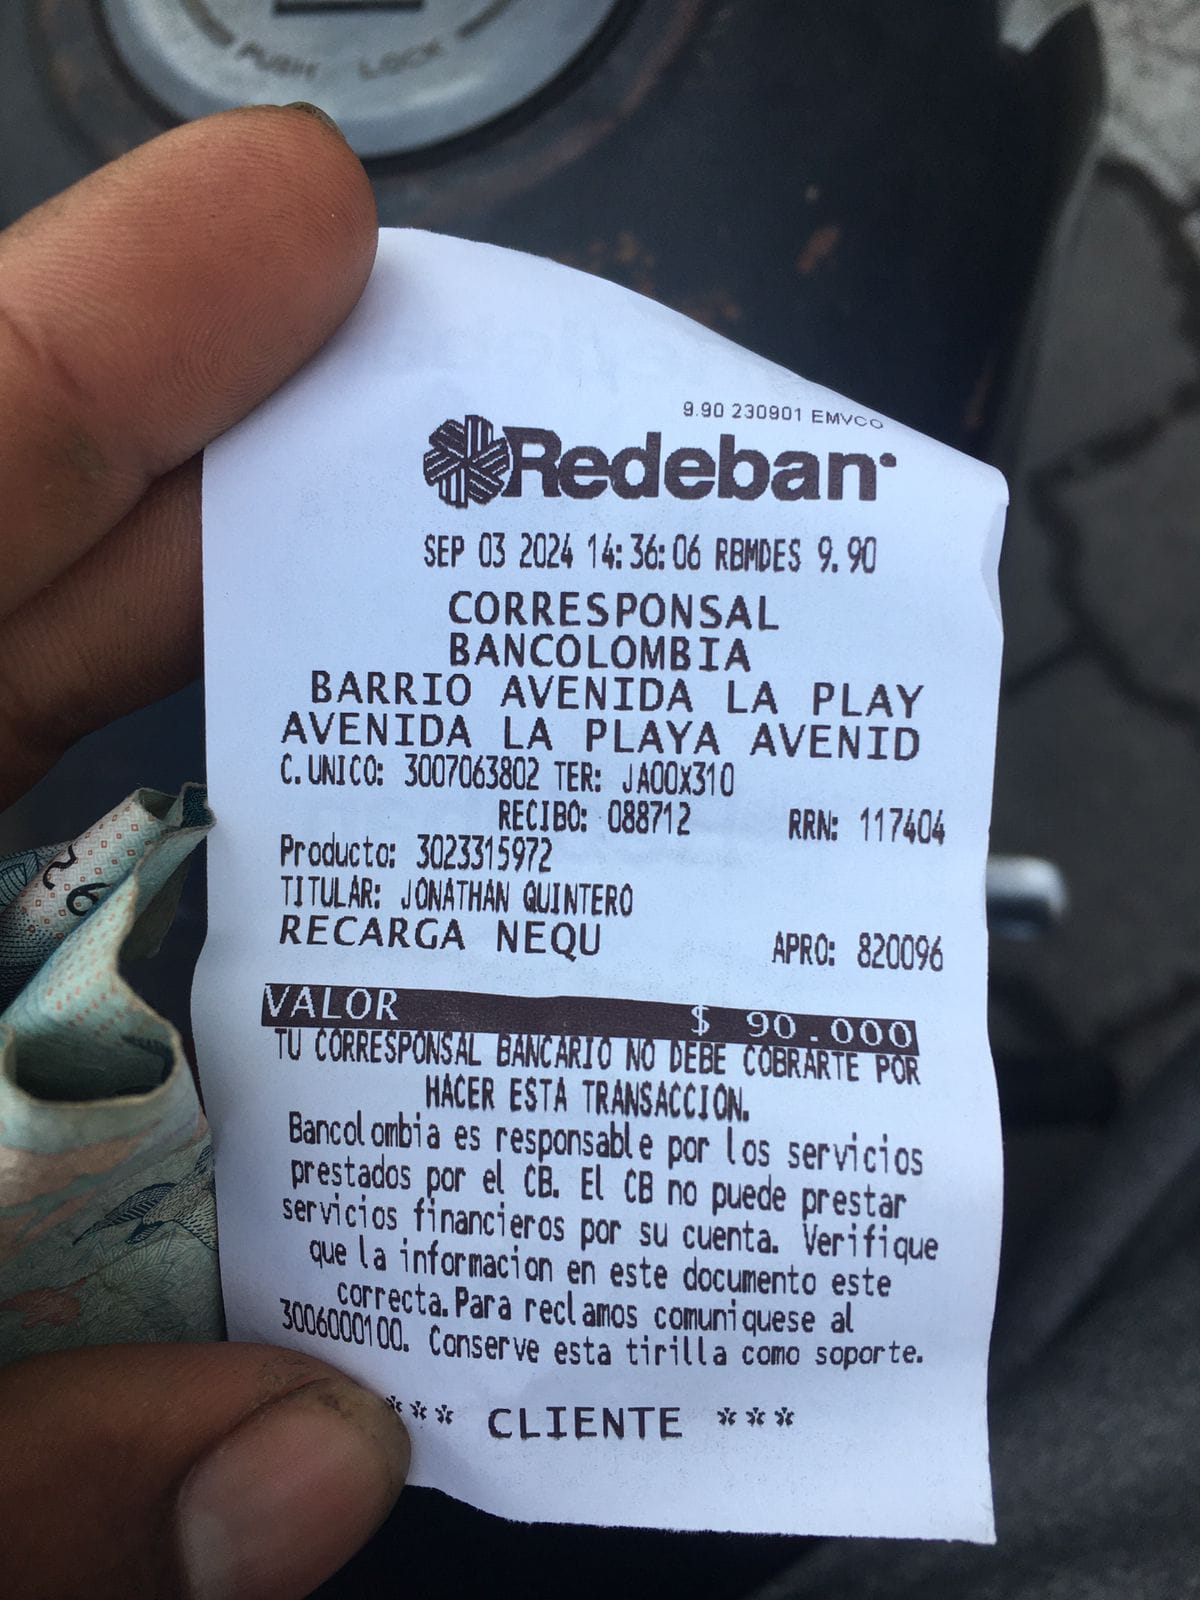 PUSH LOCK
9.90 230901 EMVCO
Redeban
SEP 03 2024 14:36:06 RBMDES 9.90
CORRESPONSAL
BANCOLOMBIA
BARRIO AVENIDA LA PLAY
AVENIDA LA PLAYA AVENID
C.UNICO: 3007063802 TER: JA00X310
RECIBO: 088712 RRN: 117404
Producto: 3023315972
TITULAR: JONATHAN QUINTERO
RECARGA NEQU APRO: 820096
VALOR $ 90.000
TU CORRESPONSAL BANCARIO NO DEBE COBRARTE POR
HACER ESTA TRANSACCION.
Bancolombia es responsable por los servicios
prestados por el CB. El CB no puede prestar
servicios financieros por su cuenta. Verifique
que la informacion en este documento este
correcta.Para reclamos comuniquese al
3006000100. Conserve esta tirilla como soporte.
*** CLIENTE ***